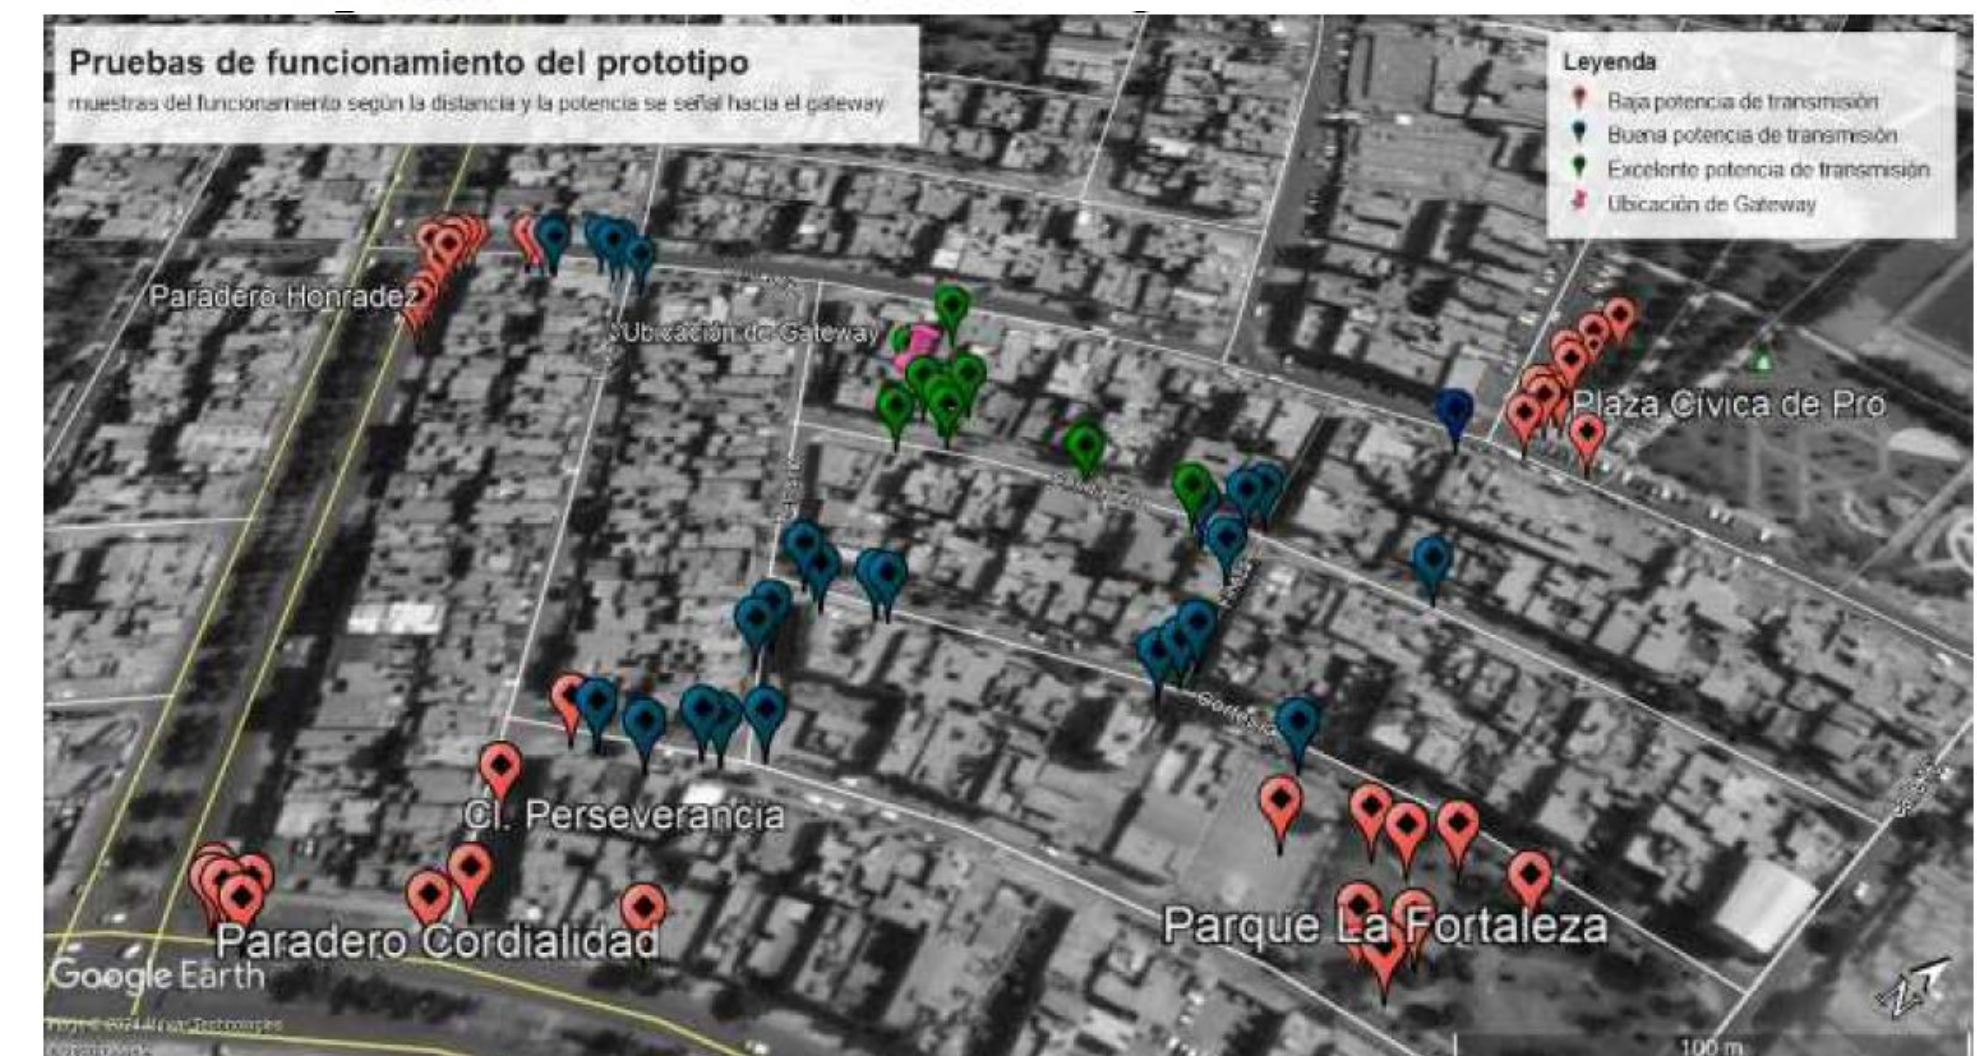 Pruebas de funcionamiento del prototipo
muestras del funcionamiento según la distancia y la potencia se señal hacia el gateway
Leyenda
Baja potencia de transmisión
Buena potencia de transmisión
Excelente potencia de transmisión
Ubicación de Gateway
Paradero Honradez
Ubicación de Gateway
Plaza Cívica de Pro
Cl. Perseverancia
Paradero Cordialidad
Parque La Fortaleza
Google Earth
100 m